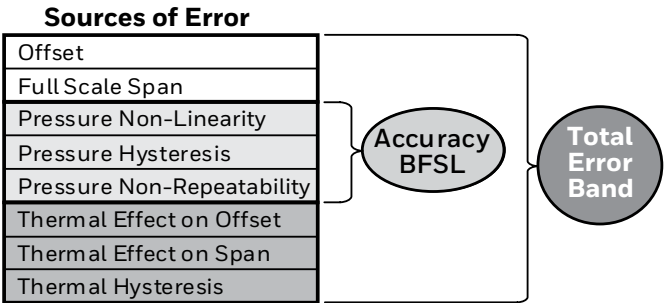 Sources of Error
Offset
Full Scale Span
Pressure Non-Linearity
Pressure Hysteresis
Pressure Non-Repeatability
Thermal Effect on Offset
Thermal Effect on Span
Thermal Hysteresis
Accuracy
BFSL
Total
Error
Band